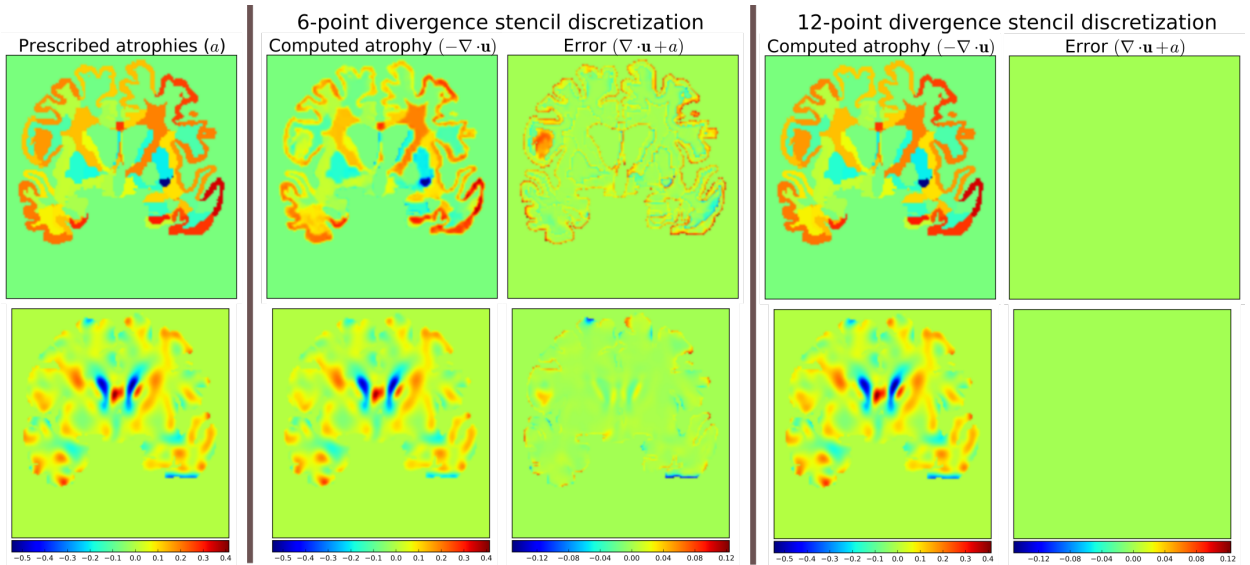 6-point divergence stencil discretization
12-point divergence stencil discretization
Prescribed atrophies (a)
Computed atrophy (−∇·u)
Error (∇·u+a)
Computed atrophy (−∇·u)
Error (∇·u+a)
−0.5 −0.4 −0.3 −0.2 −0.1 0.0 0.1 0.2 0.3 0.4
−0.5 −0.4 −0.3 −0.2 −0.1 0.0 0.1 0.2 0.3 0.4
−0.12 −0.08 −0.04 0.00 0.04 0.08 0.12
−0.5 −0.4 −0.3 −0.2 −0.1 0.0 0.1 0.2 0.3 0.4
−0.12 −0.08 −0.04 0.00 0.04 0.08 0.12